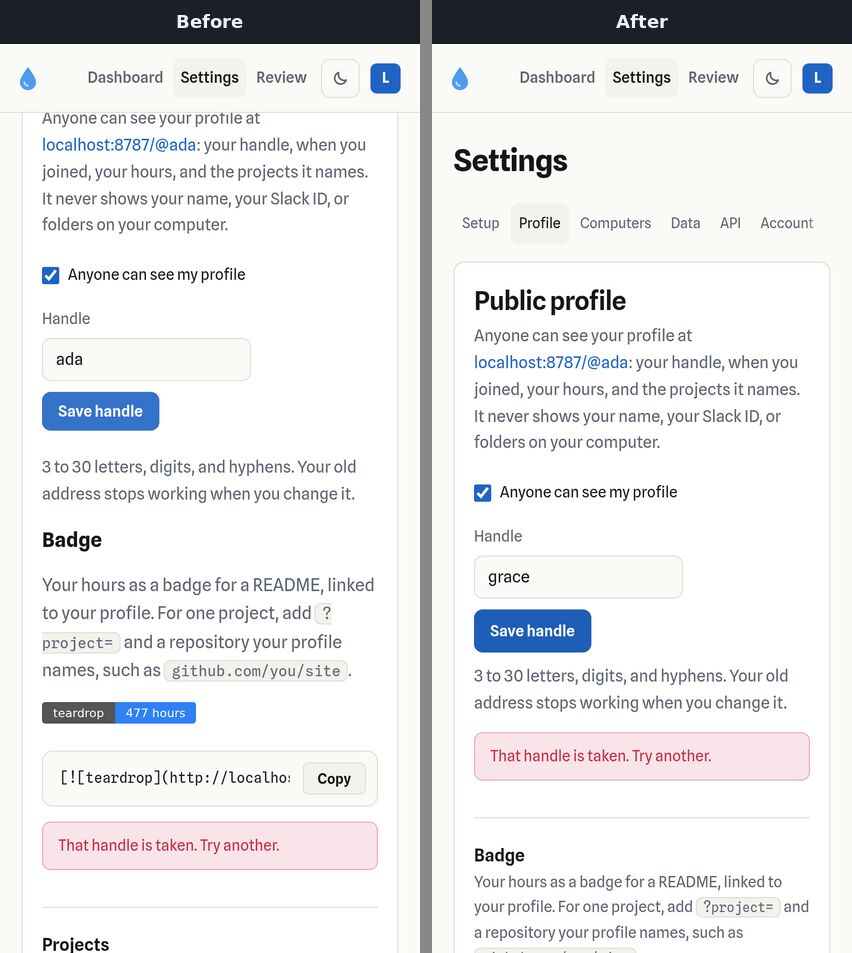 Before
Dashboard Settings Review L
Anyone can see your profile at
localhost:8787/@ada: your handle, when you
joined, your hours, and the projects it names.
It never shows your name, your Slack ID, or
folders on your computer.
Anyone can see my profile
Handle
ada
Save handle
3 to 30 letters, digits, and hyphens. Your old
address stops working when you change it.
Badge
Your hours as a badge for a README, linked
to your profile. For one project, add ?
project= and a repository your profile
names, such as github.com/you/site.
teardrop 477 hours
[![teardrop](http://localho
Copy
That handle is taken. Try another.
Projects
After
Dashboard Settings Review L
Settings
Setup Profile Computers Data API Account
Public profile
Anyone can see your profile at
localhost:8787/@ada: your handle, when you
joined, your hours, and the projects it names.
It never shows your name, your Slack ID, or
folders on your computer.
Anyone can see my profile
Handle
grace
Save handle
3 to 30 letters, digits, and hyphens. Your old
address stops working when you change it.
That handle is taken. Try another.
Badge
Your hours as a badge for a README, linked to
your profile. For one project, add ?project= and
a repository your profile names, such as